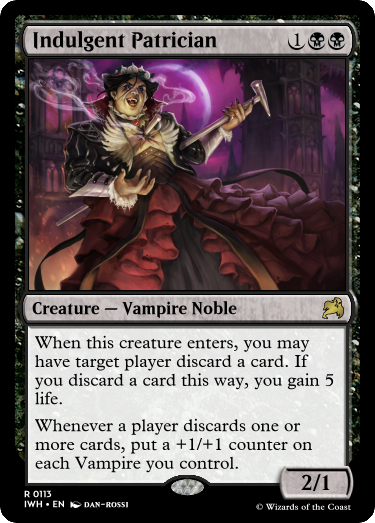 Indulgent Patrician 1
Creature — Vampire Noble
When this creature enters, you may
have target player discard a card. If
you discard a card this way, you gain 5
life.
Whenever a player discards one or
more cards, put a +1/+1 counter on
each Vampire you control.
2/1
R 0113
IWH • EN DAN-ROSSI
© Wizards of the Coast